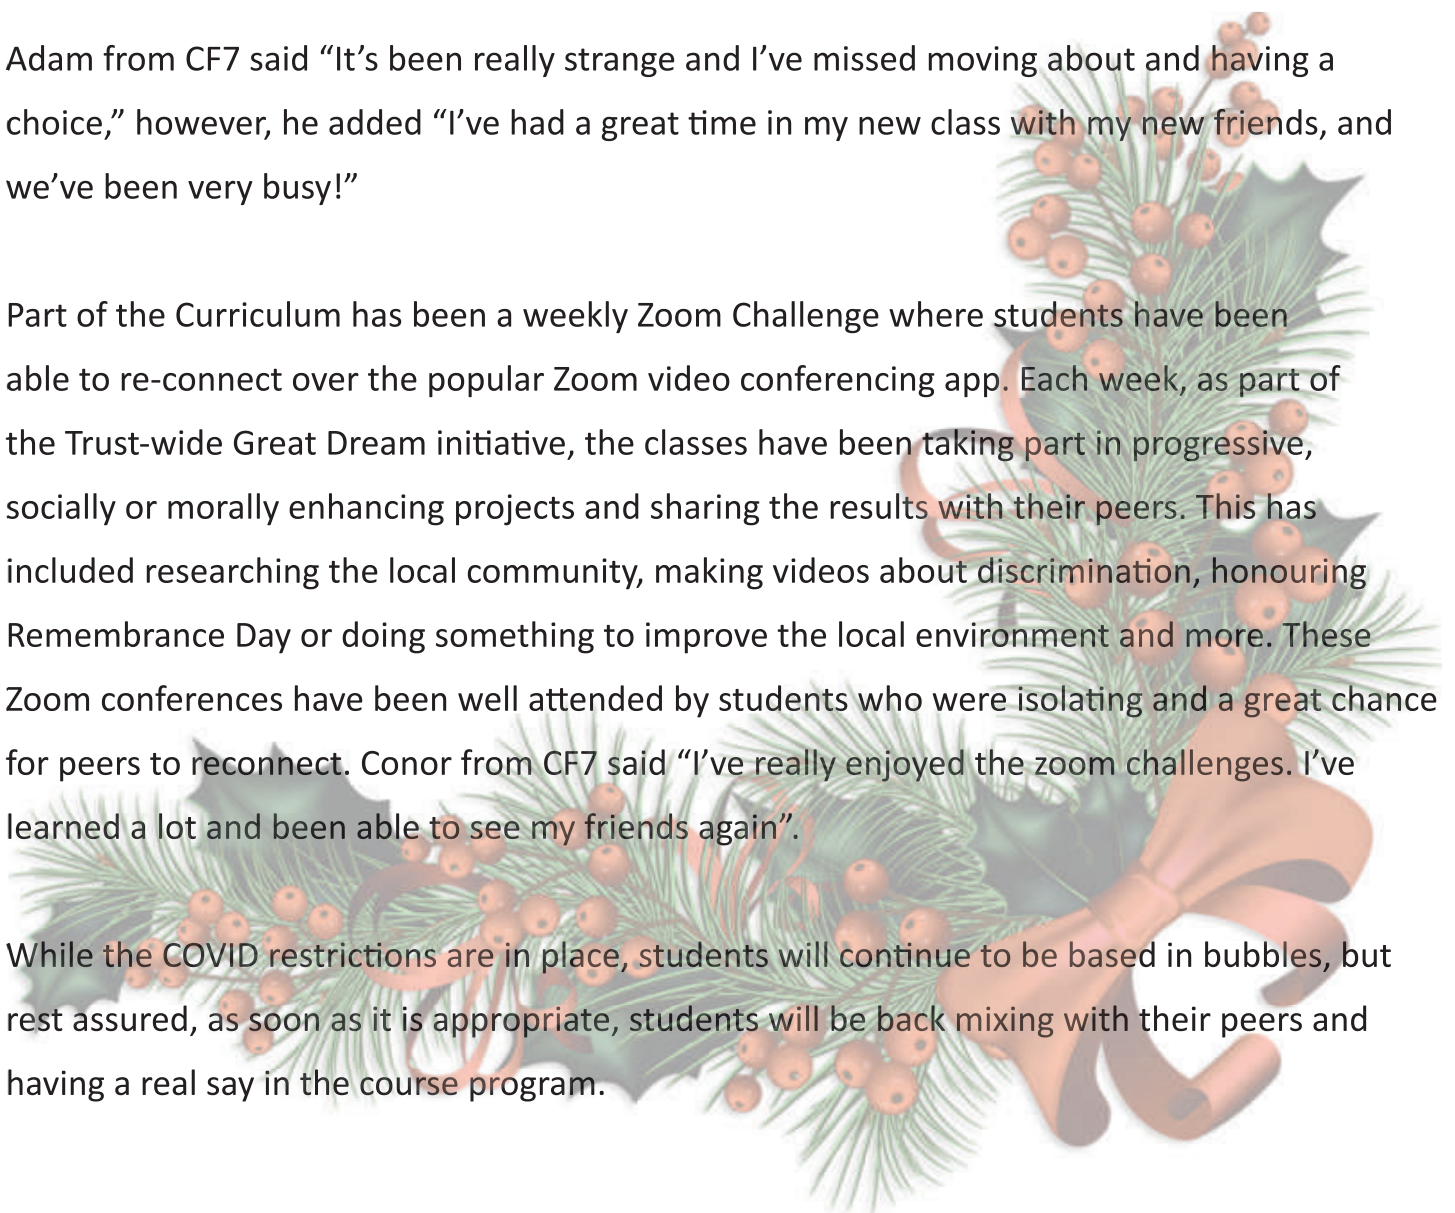 Adam from CF7 said “It’s been really strange and I’ve missed moving about and having a
choice,” however, he added “I’ve had a great time in my new class with my new friends, and
we’ve been very busy!”
Part of the Curriculum has been a weekly Zoom Challenge where students have been
able to re-connect over the popular Zoom video conferencing app. Each week, as part of
the Trust-wide Great Dream initiative, the classes have been taking part in progressive,
socially or morally enhancing projects and sharing the results with their peers. This has
included researching the local community, making videos about discrimination, honouring
Remembrance Day or doing something to improve the local environment and more. These
Zoom conferences have been well attended by students who were isolating and a great chance
for peers to reconnect. Conor from CF7 said “I’ve really enjoyed the zoom challenges. I’ve
learned a lot and been able to see my friends again”.
While the COVID restrictions are in place, students will continue to be based in bubbles, but
rest assured, as soon as it is appropriate, students will be back mixing with their peers and
having a real say in the course program.